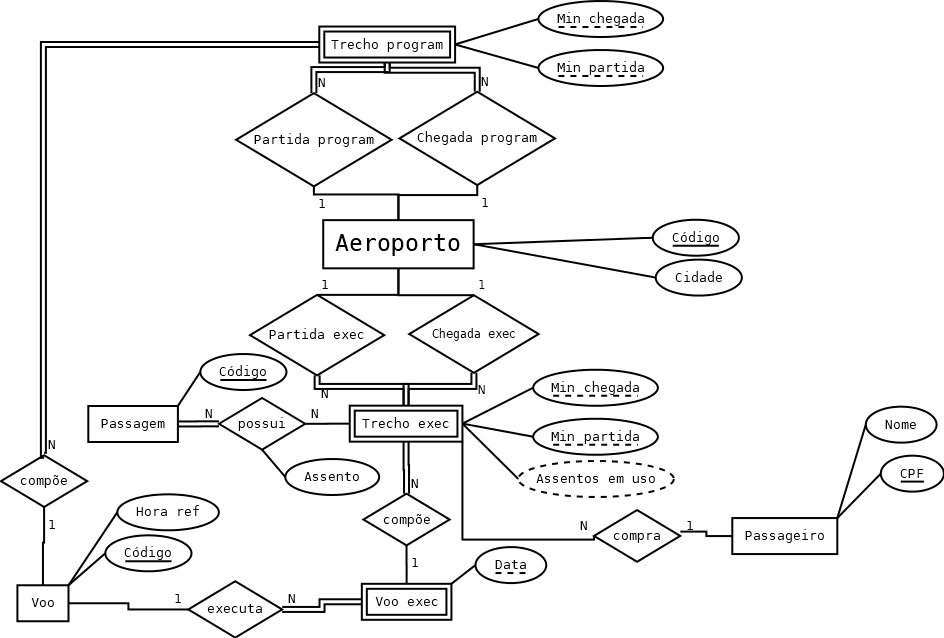 Min chegada
Trecho program
Min partida
N
N
Partida program
Chegada program
1
1
Aeroporto
Código
Cidade
1
1
Partida exec
Chegada exec
Código
N
N
Min chegada
Passagem
N
possui
N
Trecho exec
Nome
Min partida
N
compõe
Assento
N
Assentos em uso
CPF
Hora ref
compõe
1
Código
N
compra
1
Passageiro
1
Data
Voo
1
executa
N
Voo exec